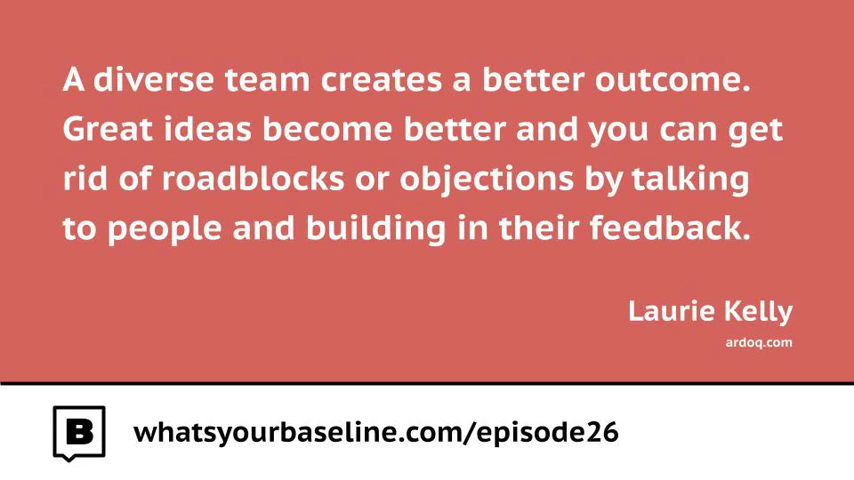 A diverse team creates a better outcome.
Great ideas become better and you can get
rid of roadblocks or objections by talking
to people and building in their feedback.
Laurie Kelly
ardoq.com
B
whatsyourbaseline.com/episode26